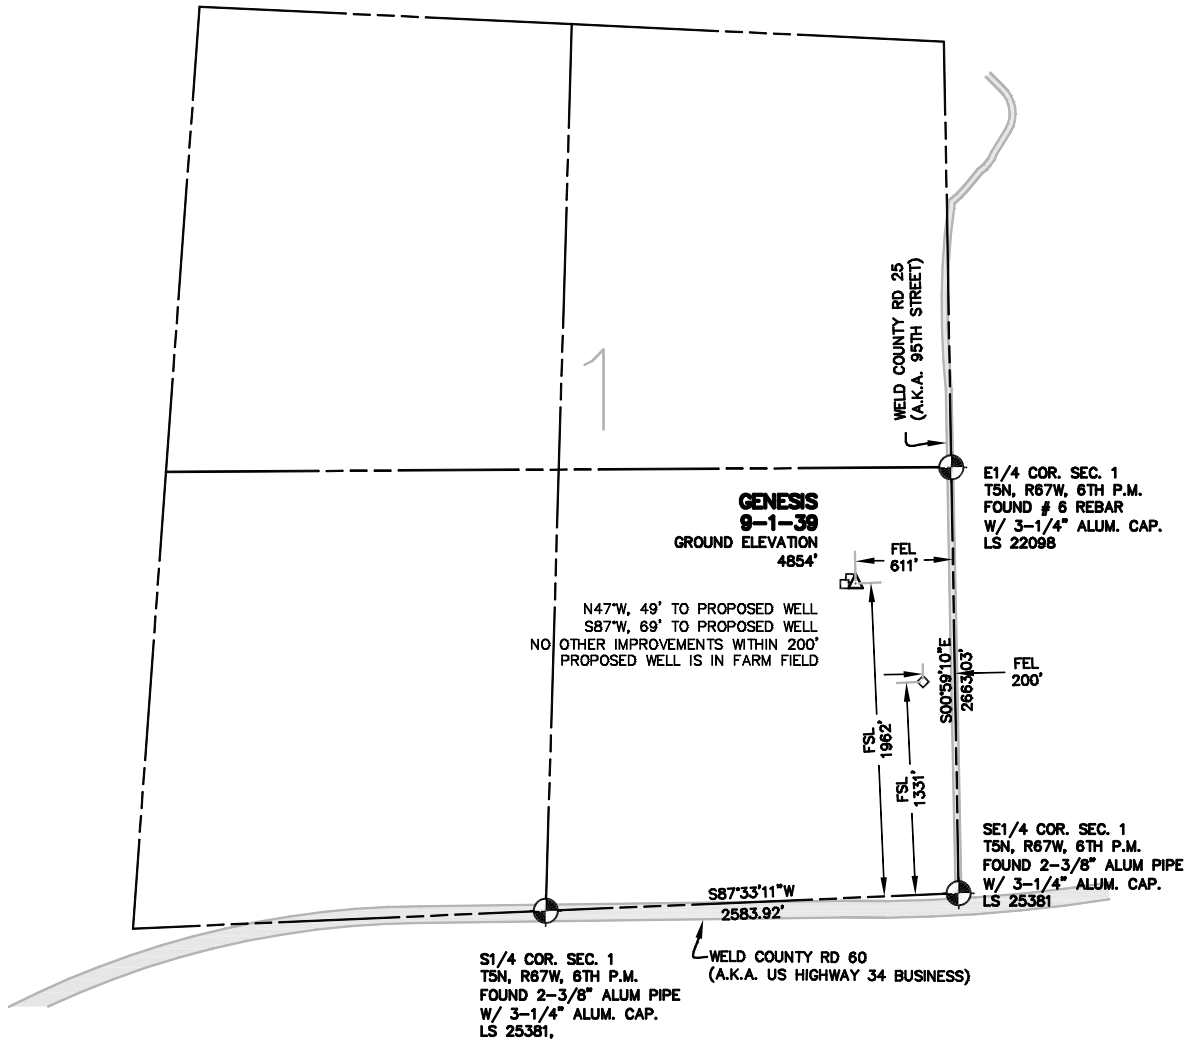 WELD COUNTY RD 25
(A.K.A. 95TH STREET)
1
E1/4 COR. SEC. 1
T5N, R67W, 6TH P.M.
FOUND # 6 REBAR
W/ 3-1/4" ALUM. CAP.
LS 22098
GENESIS
9-1-39
GROUND ELEVATION
4854'
FEL
611'
N47°W, 49' TO PROPOSED WELL
S87°W, 69' TO PROPOSED WELL
NO OTHER IMPROVEMENTS WITHIN 200'
PROPOSED WELL IS IN FARM FIELD
S00°59'10"E
2663.03'
FEL
200'
FSL
1962'
FSL
1331'
SE1/4 COR. SEC. 1
T5N, R67W, 6TH P.M.
FOUND 2-3/8" ALUM PIPE
W/ 3-1/4" ALUM. CAP.
LS 25381
S87°33'11"W
2583.92'
WELD COUNTY RD 60
(A.K.A. US HIGHWAY 34 BUSINESS)
S1/4 COR. SEC. 1
T5N, R67W, 6TH P.M.
FOUND 2-3/8" ALUM PIPE
W/ 3-1/4" ALUM. CAP.
LS 25381,